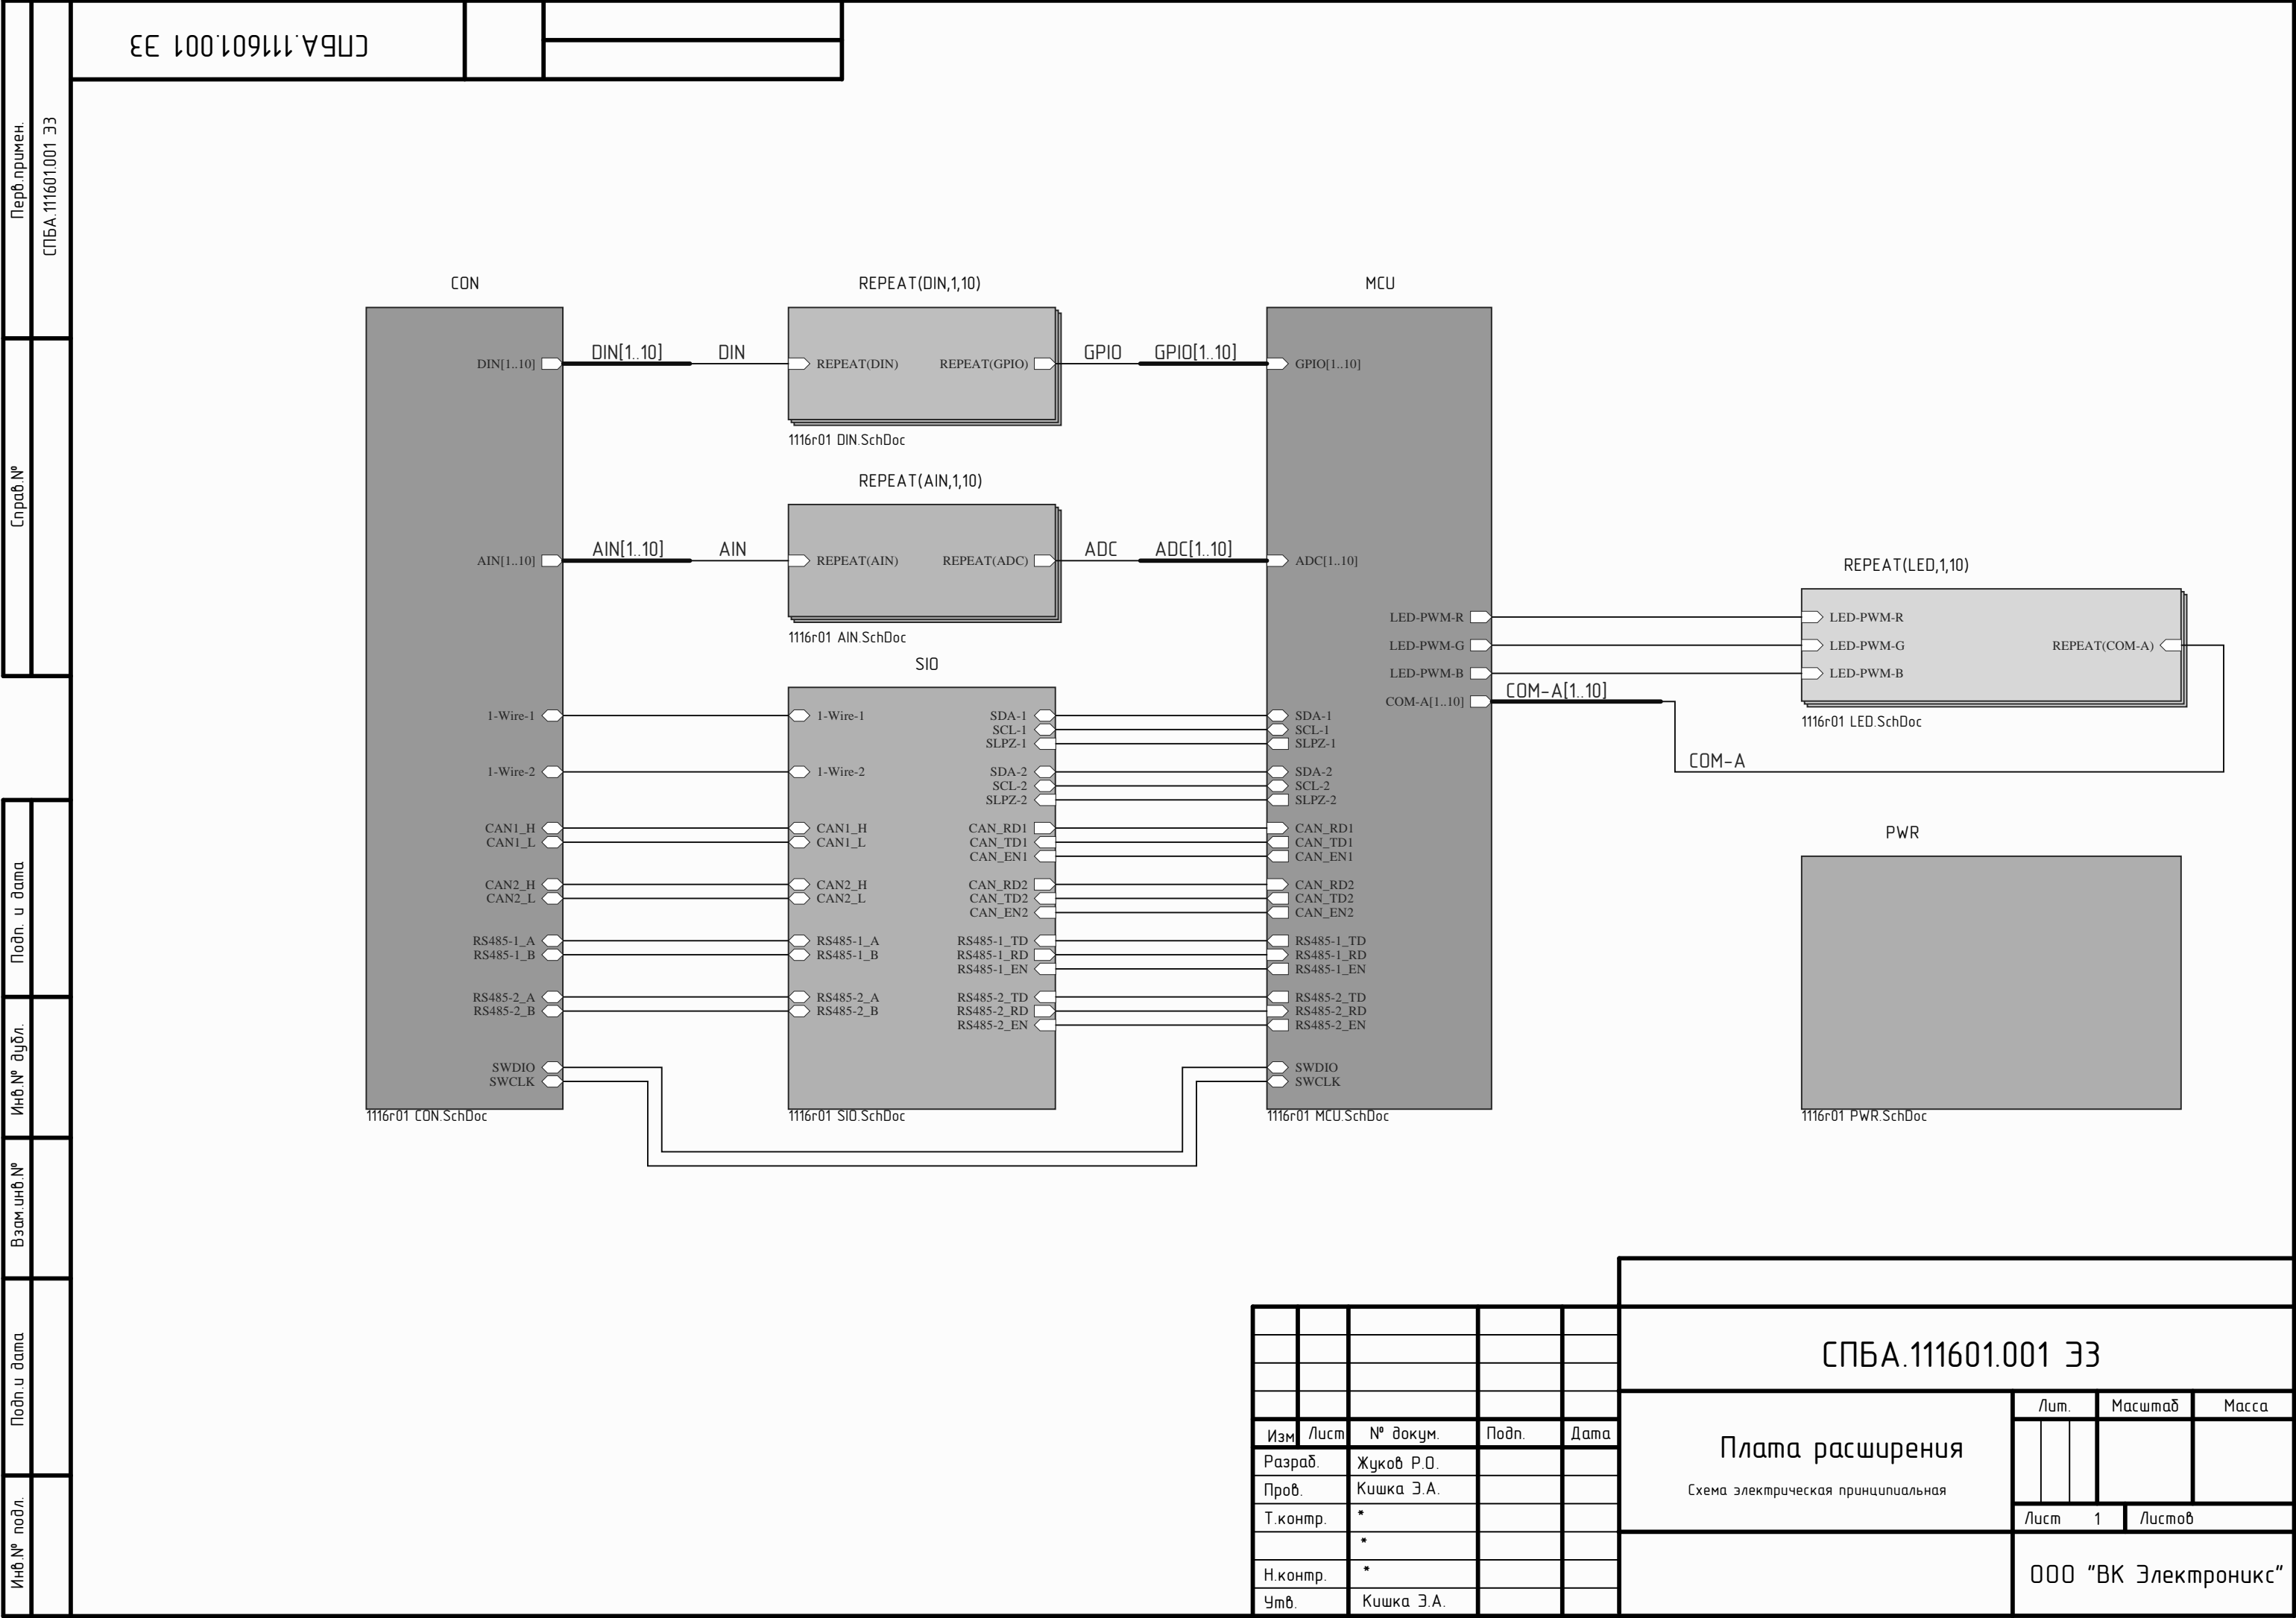 СПБА.111601.001 ЭЗ
Перв.примен.
СПБА.111601.001 ЭЗ
Справ.№
Подп. и дата
Инв.№ дубл.
Взам.инв.№
Подп.и дата
Инв.№ подл.
CON
DIN[1..10]
AIN[1..10]
1-Wire-1
1-Wire-2
CAN1_H
CAN1_L
CAN2_H
CAN2_L
RS485-1_A
RS485-1_B
RS485-2_A
RS485-2_B
SWDIO
SWCLK
1116r01 CON.SchDoc
DIN[1..10] DIN
AIN[1..10] AIN
REPEAT(DIN,1,10)
REPEAT(DIN) REPEAT(GPIO)
1116r01 DIN.SchDoc
REPEAT(AIN,1,10)
REPEAT(AIN) REPEAT(ADC)
1116r01 AIN.SchDoc
SIO
1-Wire-1 SDA-1
SCL-1
SLPZ-1
1-Wire-2 SDA-2
SCL-2
SLPZ-2
CAN1_H CAN_RD1
CAN1_L CAN_TD1
CAN_EN1
CAN2_H CAN_RD2
CAN2_L CAN_TD2
CAN_EN2
RS485-1_A RS485-1_TD
RS485-1_B RS485-1_RD
RS485-1_EN
RS485-2_A RS485-2_TD
RS485-2_B RS485-2_RD
RS485-2_EN
1116r01 SIO.SchDoc
GPIO GPIO[1..10]
ADC ADC[1..10]
MCU
GPIO[1..10]
ADC[1..10]
LED-PWM-R
LED-PWM-G
LED-PWM-B
COM-A[1..10]
SDA-1
SCL-1
SLPZ-1
SDA-2
SCL-2
SLPZ-2
CAN_RD1
CAN_TD1
CAN_EN1
CAN_RD2
CAN_TD2
CAN_EN2
RS485-1_TD
RS485-1_RD
RS485-1_EN
RS485-2_TD
RS485-2_RD
RS485-2_EN
SWDIO
SWCLK
1116r01 MCU.SchDoc
COM-A[1..10]
COM-A
REPEAT(LED,1,10)
LED-PWM-R
LED-PWM-G REPEAT(COM-A)
LED-PWM-B
1116r01 LED.SchDoc
PWR
1116r01 PWR.SchDoc
СПБА.111601.001 ЭЗ
Изм Лист № докум. Подп. Дата
Разраб. Жуков Р.О.
Пров. Кишка Э.А.
Т.контр. *
*
Н.контр. *
Утв. Кишка Э.А.
Плата расширения
Схема электрическая принципиальная
Лит. Масштаб Масса
Лист 1 Листов
ООО "ВК Электроникс"